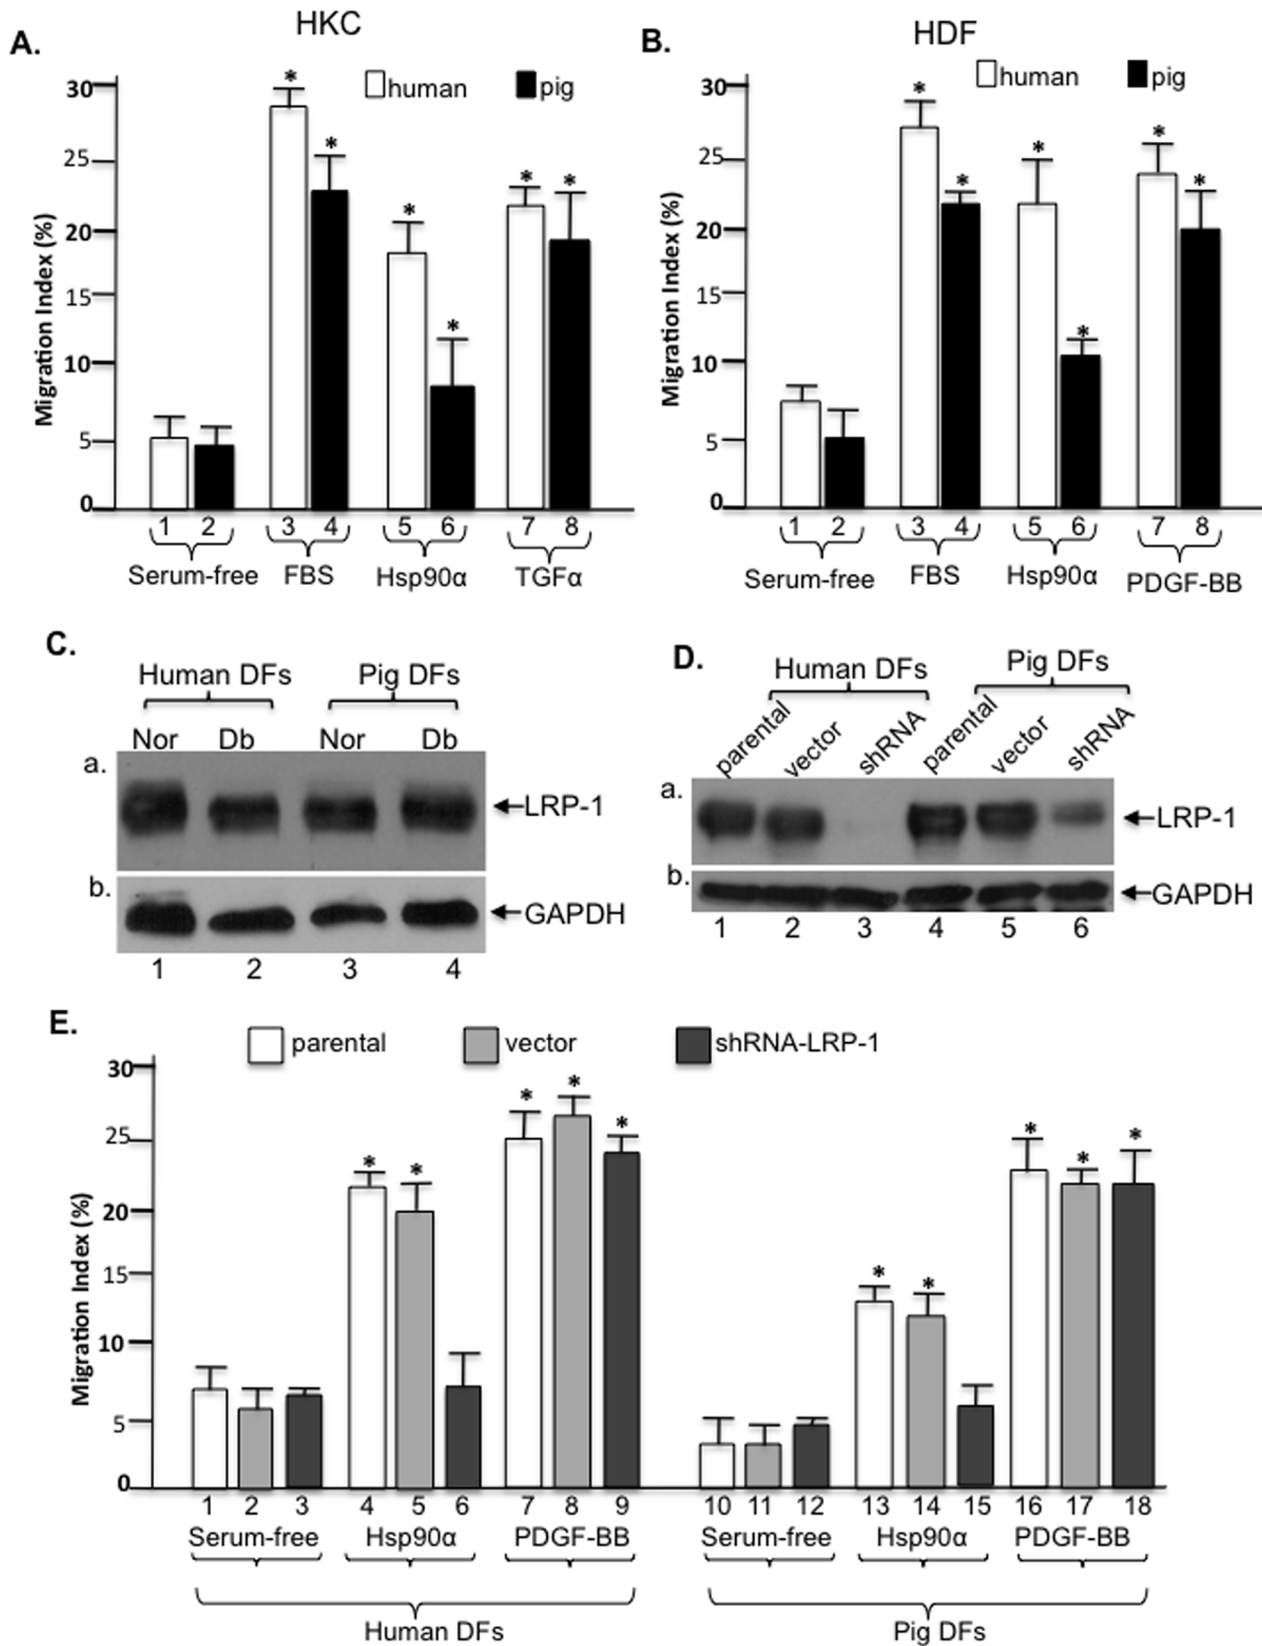 A.
HKC
human
pig
*
*
*
*
*
*
Migration Index (%)
30
25
20
15
10
5
0
1 2 3 4 5 6 7 8
Serum-free FBS Hsp90α TGFα
B.
HDF
human
pig
*
*
*
*
*
*
Migration Index (%)
30
25
20
15
10
5
0
1 2 3 4 5 6 7 8
Serum-free FBS Hsp90α PDGF-BB
C.
Human DFs Pig DFs
Nor Db Nor Db
a.
LRP-1
b.
GAPDH
1 2 3 4
D.
Human DFs Pig DFs
parental vector shRNA parental vector shRNA
a.
LRP-1
b.
GAPDH
1 2 3 4 5 6
E.
parental vector shRNA-LRP-1
*
*
*
*
*
*
*
*
*
*
Migration Index (%)
30
25
20
15
10
5
0
1 2 3 4 5 6 7 8 9 10 11 12 13 14 15 16 17 18
Serum-free Hsp90α PDGF-BB Serum-free Hsp90α PDGF-BB
Human DFs Pig DFs